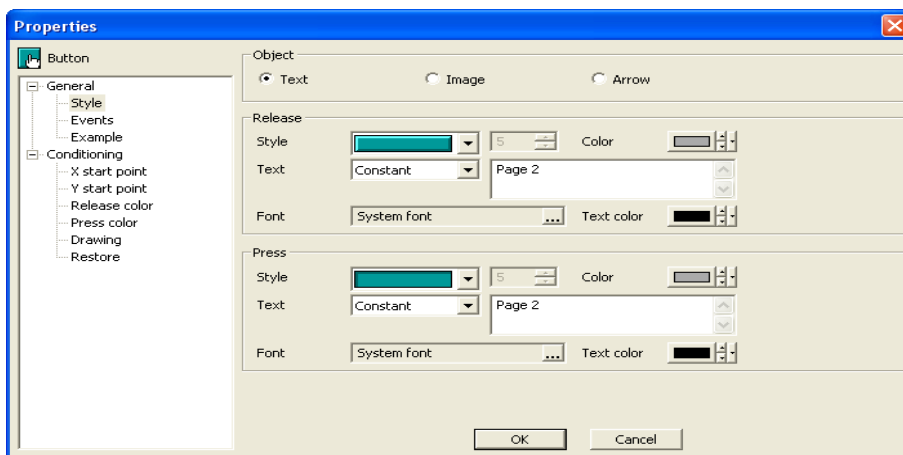 Properties
Button
General
Style
Events
Example
Conditioning
X start point
Y start point
Release color
Press color
Drawing
Restore
Object
Text Image Arrow
Release
Style 5 Color
Text Constant Page 2
Font System font ... Text color
Press
Style 5 Color
Text Constant Page 2
Font System font ... Text color
OK Cancel